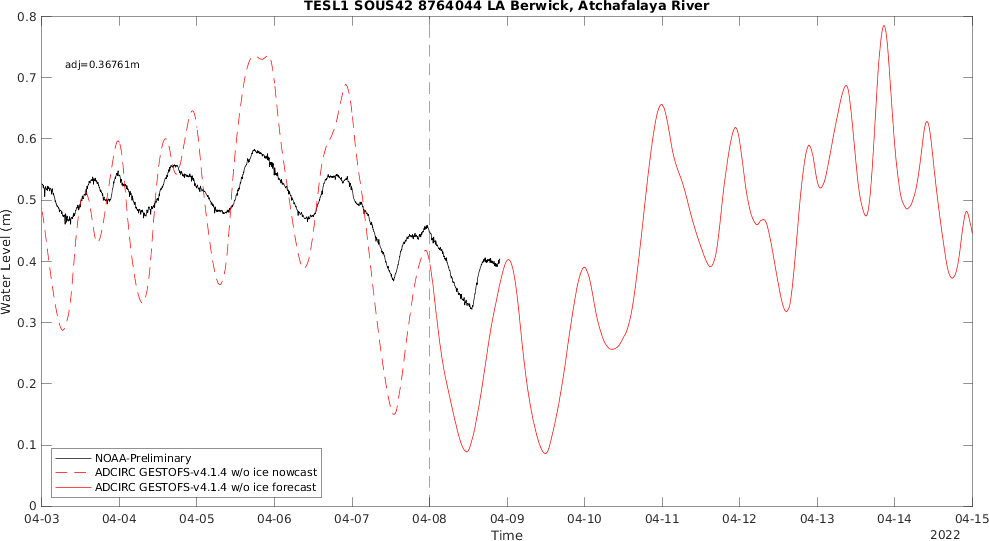 TESL1 SOUS42 8764044 LA Berwick, Atchafalaya River
adj=0.36761m
Water Level (m)
0.8
0.7
0.6
0.5
0.4
0.3
0.2
0.1
0
NOAA-Preliminary
ADCIRC GESTOFS-v4.1.4 w/o ice nowcast
ADCIRC GESTOFS-v4.1.4 w/o ice forecast
04-03 04-04 04-05 04-06 04-07 04-08 04-09 04-10 04-11 04-12 04-13 04-14 04-15
Time
2022